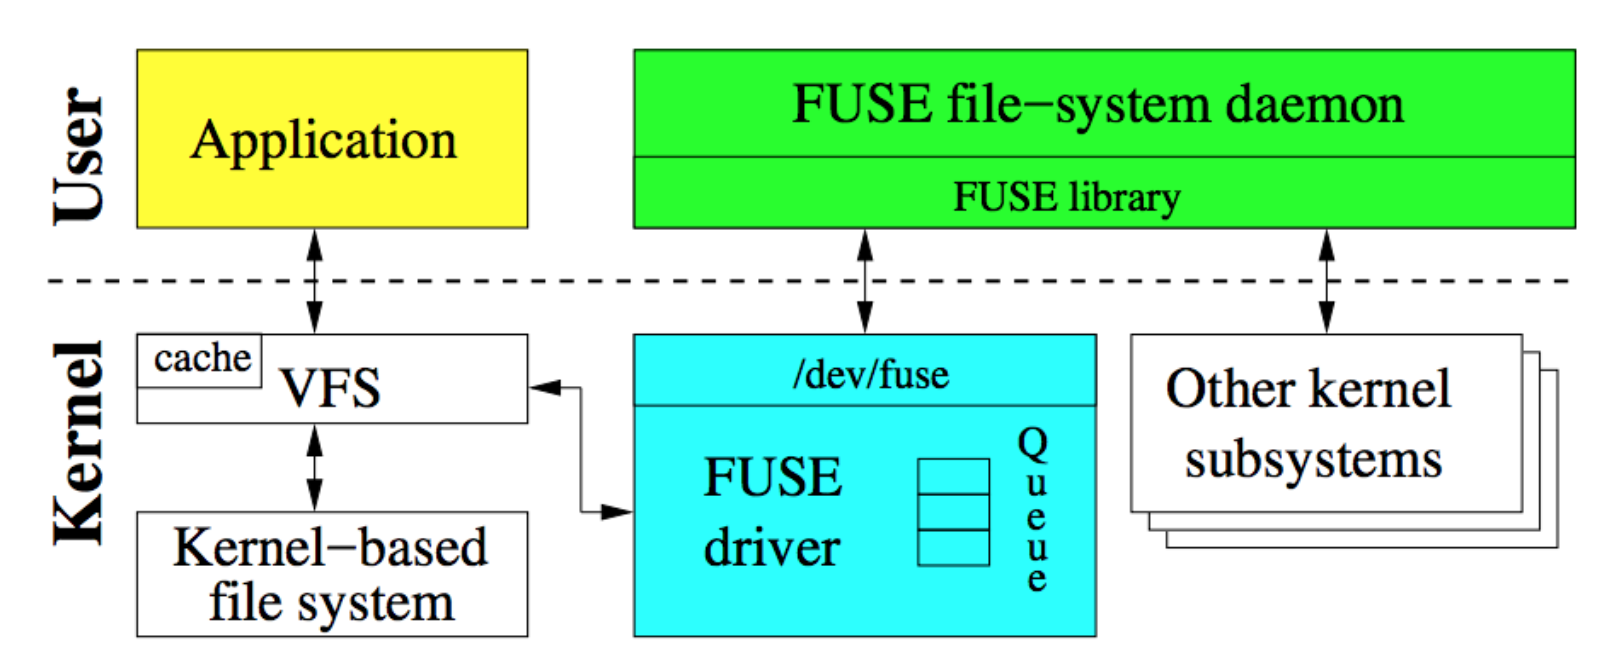 User
Application
FUSE file−system daemon
FUSE library
Kernel
cache
VFS
Kernel−based
file system
/dev/fuse
FUSE
driver
Queue
Other kernel
subsystems